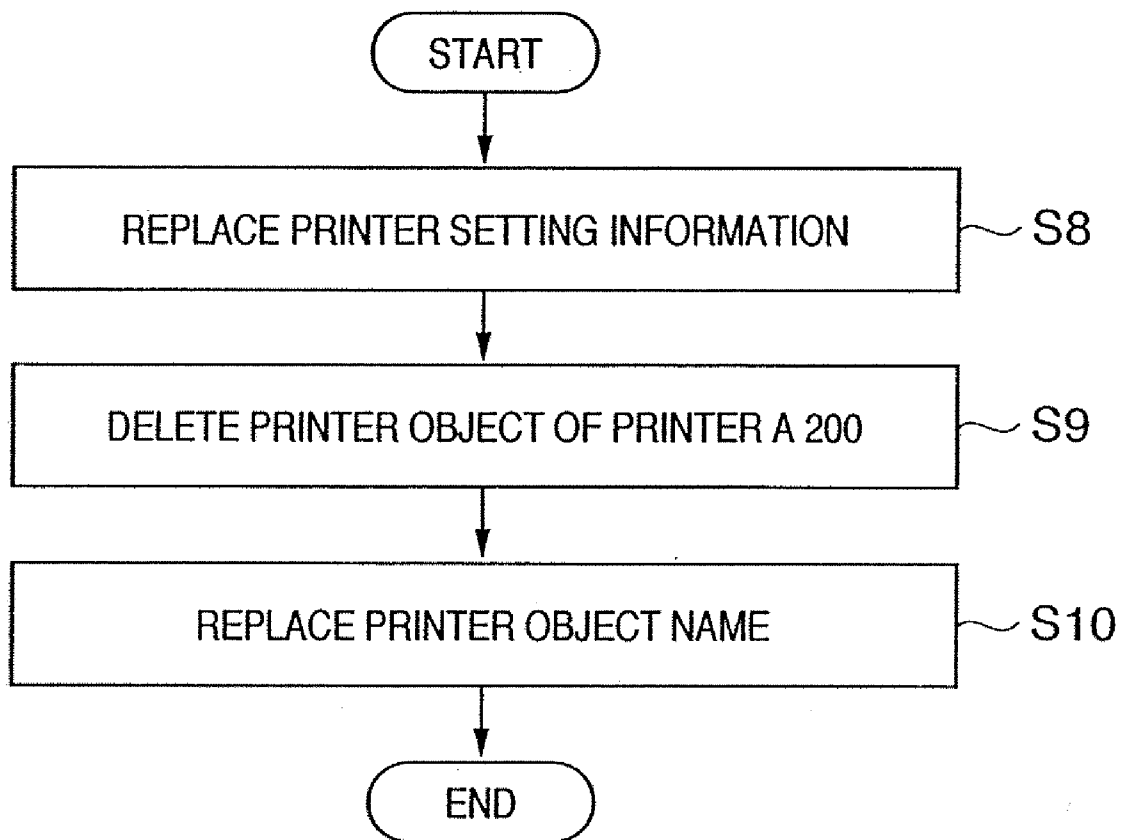 START
REPLACE PRINTER SETTING INFORMATION
S8
DELETE PRINTER OBJECT OF PRINTER A 200
S9
REPLACE PRINTER OBJECT NAME
S10
END